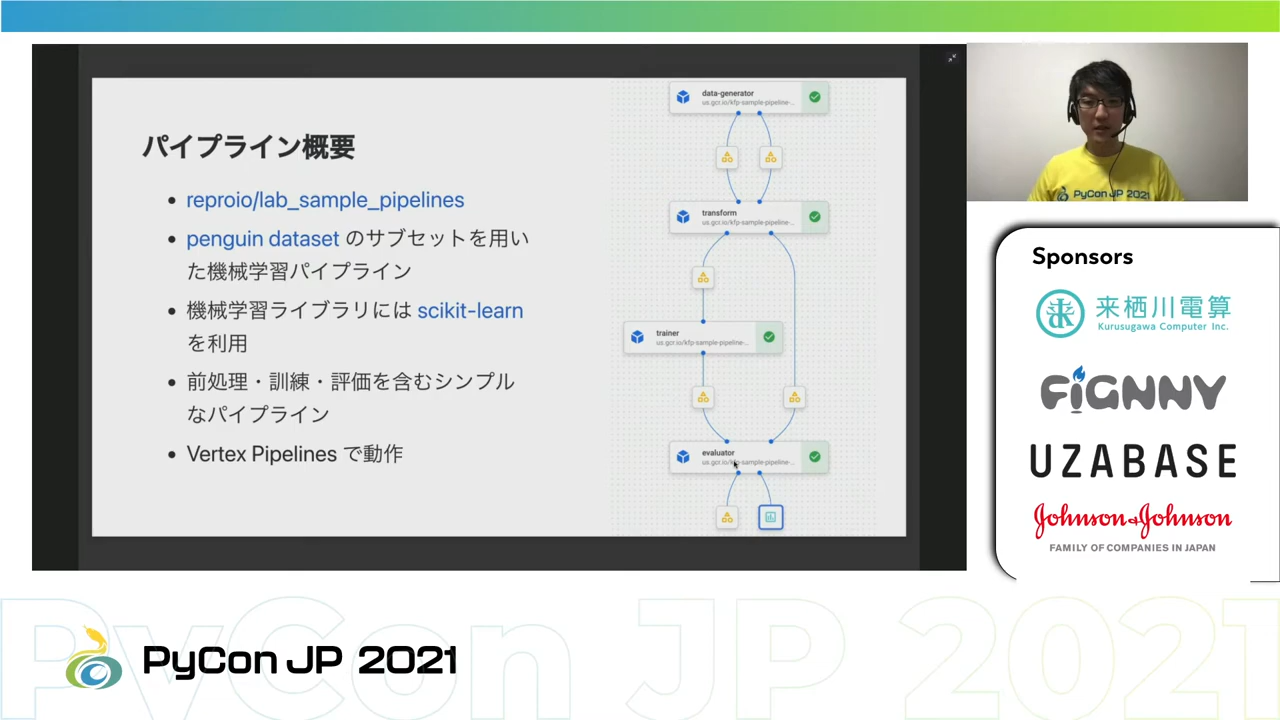 パイプライン概要
reproio/lab_sample_pipelines
penguin dataset のサブセットを用い
た機械学習パイプライン
機械学習ライブラリには scikit-learn
を利用
前処理・訓練・評価を含むシンプル
なパイプライン
Vertex Pipelines で動作
data-generator
us.gcr.io/kfp-sample-pipeline-...
transform
us.gcr.io/kfp-sample-pipeline-...
trainer
us.gcr.io/kfp-sample-pipeline-...
evaluator
us.gcr.io/kfp-sample-pipeline-...
PyCon JP 2021
Sponsors
来栖川電算
Kurusugawa Computer Inc.
FiGNNY
UZABASE
Johnson & Johnson
FAMILY OF COMPANIES IN JAPAN
PyCon JP 2021
PyCon JP 2021